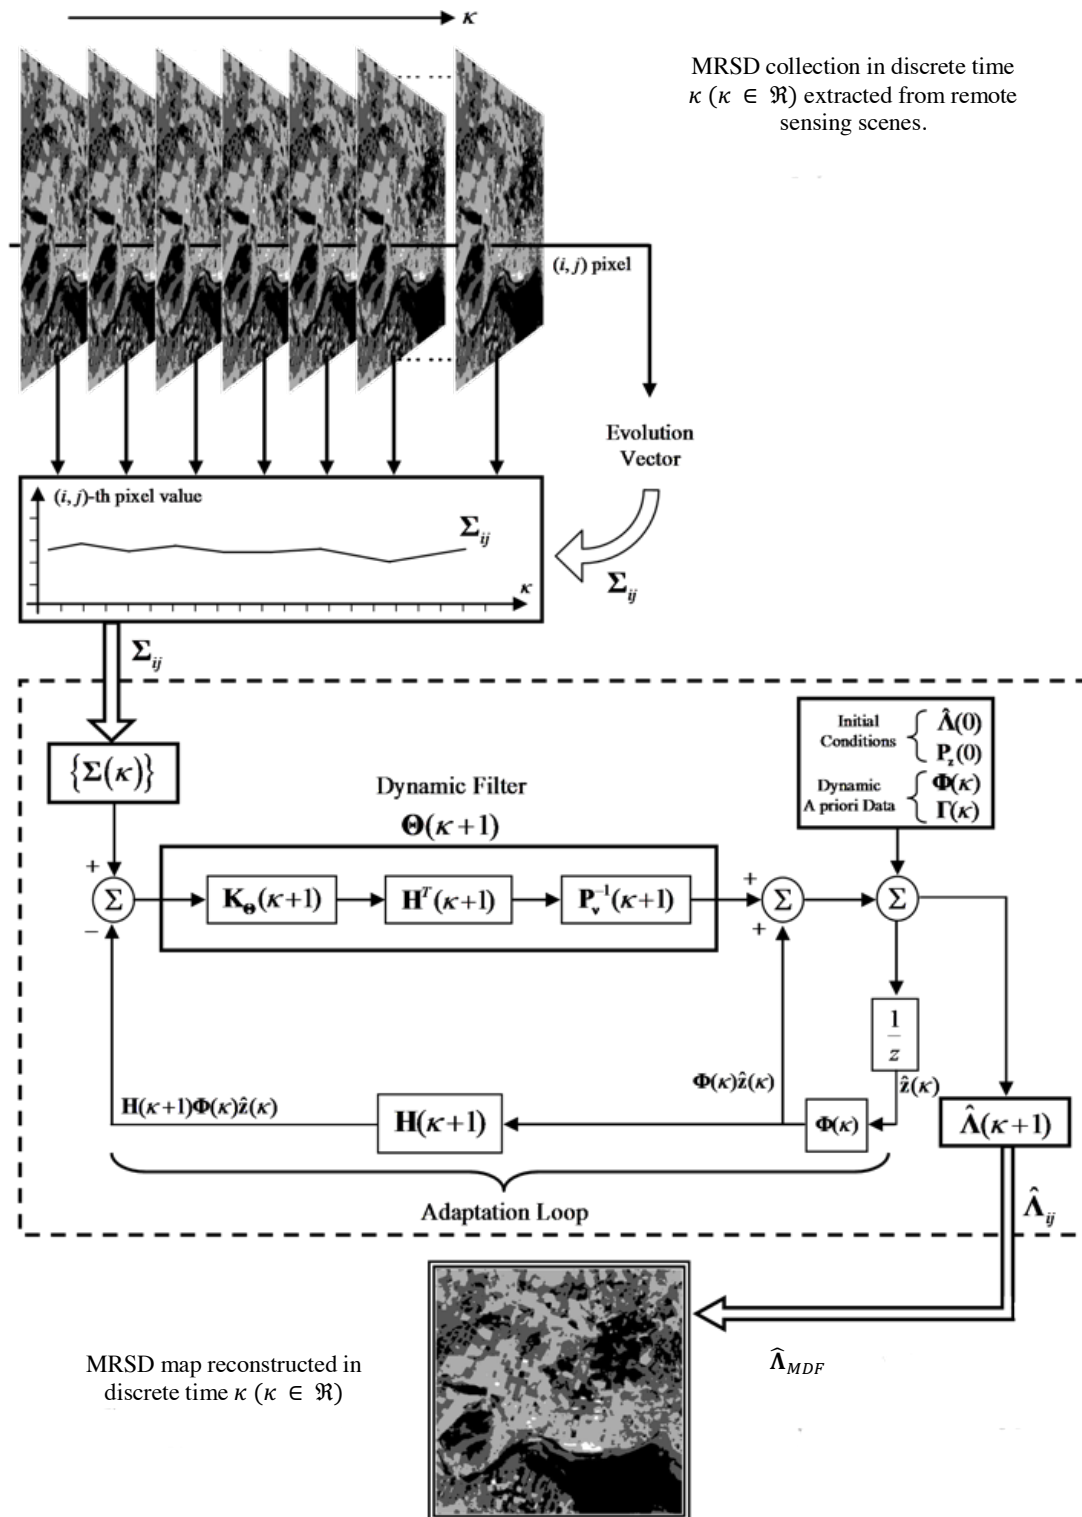 κ
MRSD collection in discrete time
κ (κ ∈ ℜ) extracted from remote
sensing scenes.
(i, j) pixel
Evolution
Vector
(i, j)-th pixel value
Σij
κ
Σij
Σij
Initial
Conditions
Λ̂(0)
Pz(0)
Dynamic
A priori Data
Φ(κ)
Γ(κ)
{Σ(κ)}
Dynamic Filter
Θ(κ+1)
+
Σ
−
KΘ(κ+1)
H^T(κ+1)
Pν^-1(κ+1)
+
Σ
+
Σ
1/z
ẑ(κ)
Φ(κ)ẑ(κ)
H(κ+1)Φ(κ)ẑ(κ)
H(κ+1)
Φ(κ)
Λ̂(κ+1)
Adaptation Loop
Λ̂ij
Λ̂MDF
MRSD map reconstructed in
discrete time κ (κ ∈ ℜ)